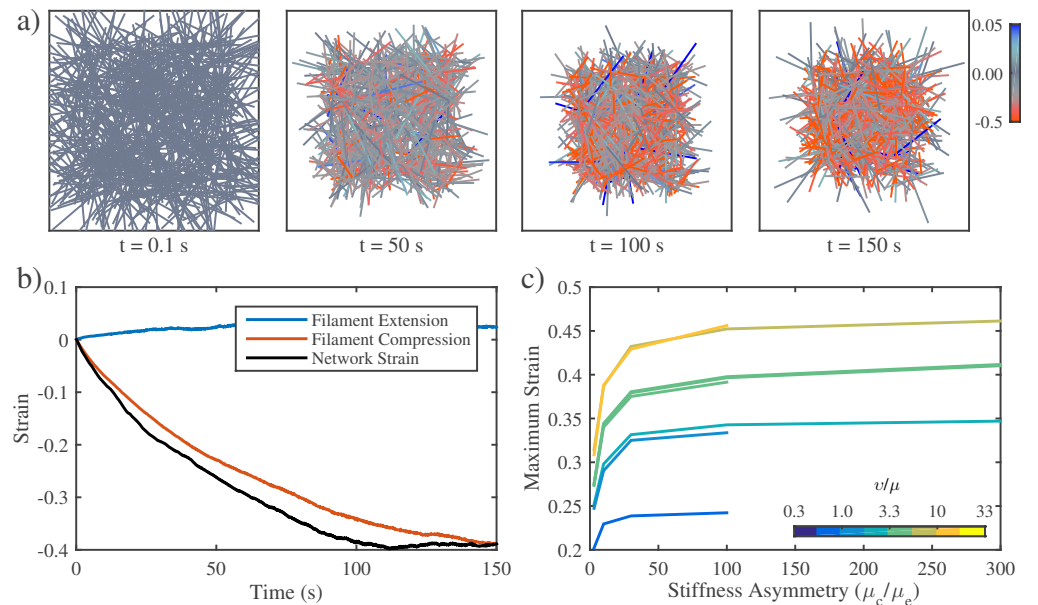 a)
0.05
0.00
-0.5
t = 0.1 s
t = 50 s
t = 100 s
t = 150 s
b)
0.1
0
-0.1
-0.2
-0.3
-0.4
Strain
Filament Extension
Filament Compression
Network Strain
0
50
100
150
Time (s)
c)
0.5
0.45
0.4
0.35
0.3
0.25
0.2
Maximum Strain
υ/μ
0.3 1.0 3.3 10 33
0
50
100
150
200
250
300
Stiffness Asymmetry (μc/μe)